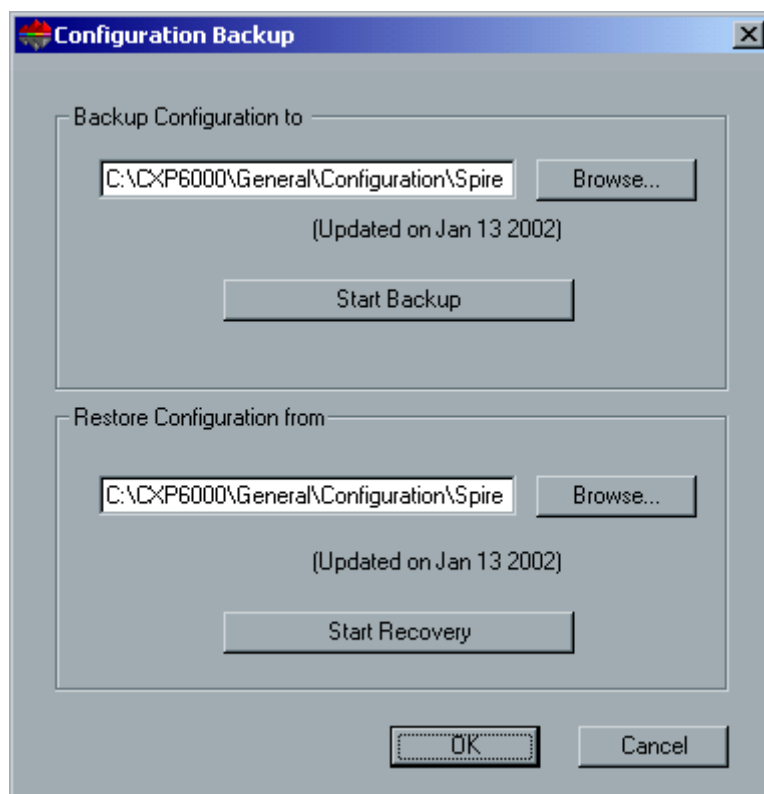 Configuration Backup
Backup Configuration to
C:\CXP6000\General\Configuration\Spire
Browse...
(Updated on Jan 13 2002)
Start Backup
Restore Configuration from
C:\CXP6000\General\Configuration\Spire
Browse...
(Updated on Jan 13 2002)
Start Recovery
OK
Cancel